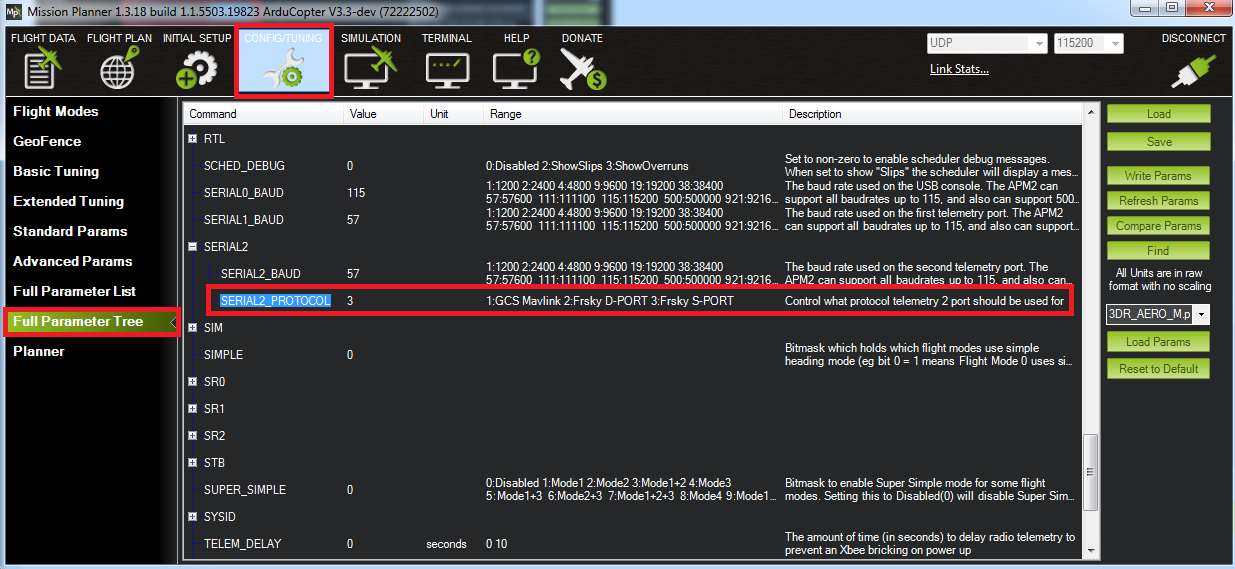 Mission Planner 1.3.18 build 1.1.5503.19823 ArduCopter V3.3-dev (72222502)
FLIGHT DATA FLIGHT PLAN INITIAL SETUP CONFIG/TUNING SIMULATION TERMINAL HELP DONATE
UDP 115200 DISCONNECT
Link Stats...
Flight Modes
GeoFence
Basic Tuning
Extended Tuning
Standard Params
Advanced Params
Full Parameter List
Full Parameter Tree
Planner
Command Value Unit Range Description
RTL
SCHED_DEBUG 0 0:Disabled 2:ShowSlips 3:ShowOverruns Set to non-zero to enable scheduler debug messages.
When set to show "Slips" the scheduler will display a mes...
SERIAL0_BAUD 115 1:1200 2:2400 4:4800 9:9600 19:19200 38:38400 The baud rate used on the USB console. The APM2 can
57:57600 111:111100 115:115200 500:500000 921:9216... support all baudrates up to 115, and also can support 500...
SERIAL1_BAUD 57 1:1200 2:2400 4:4800 9:9600 19:19200 38:38400 The baud rate used on the first telemetry port. The APM2
57:57600 111:111100 115:115200 500:500000 921:9216... can support all baudrates up to 115, and also can support...
SERIAL2
SERIAL2_BAUD 57 1:1200 2:2400 4:4800 9:9600 19:19200 38:38400 The baud rate used on the second telemetry port. The
57:57600 111:111100 115:115200 500:500000 921:9216... APM2 can support all baudrates up to 115, and also can...
SERIAL2_PROTOCOL 3 1:GCS Mavlink 2:Frsky D-PORT 3:Frsky S-PORT Control what protocol telemetry 2 port should be used for
SIM
SIMPLE 0 Bitmask which holds which flight modes use simple
heading mode (eg bit 0 = 1 means Flight Mode 0 uses si...
SR0
SR1
SR2
STB
SUPER_SIMPLE 0 0:Disabled 1:Mode1 2:Mode2 3:Mode1+2 4:Mode3 Bitmask to enable Super Simple mode for some flight
5:Mode1+3 6:Mode2+3 7:Mode1+2+3 8:Mode4 9:Mode1... modes. Setting this to Disabled(0) will disable Super Sim...
SYSID
TELEM_DELAY 0 seconds 0 10 The amount of time (in seconds) to delay radio telemetry to
prevent an Xbee bricking on power up
Load
Save
Write Params
Refresh Params
Compare Params
Find
All Units are in raw
format with no scaling
3DR_AERO_M.p
Load Params
Reset to Default